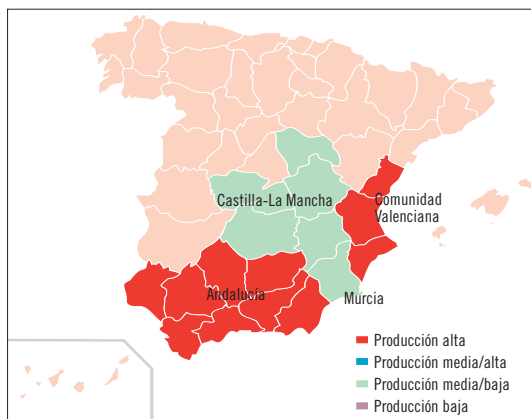 Castilla-La Mancha
Comunidad
Valenciana
Andalucía
Murcia
Producción alta
Producción media/alta
Producción media/baja
Producción baja